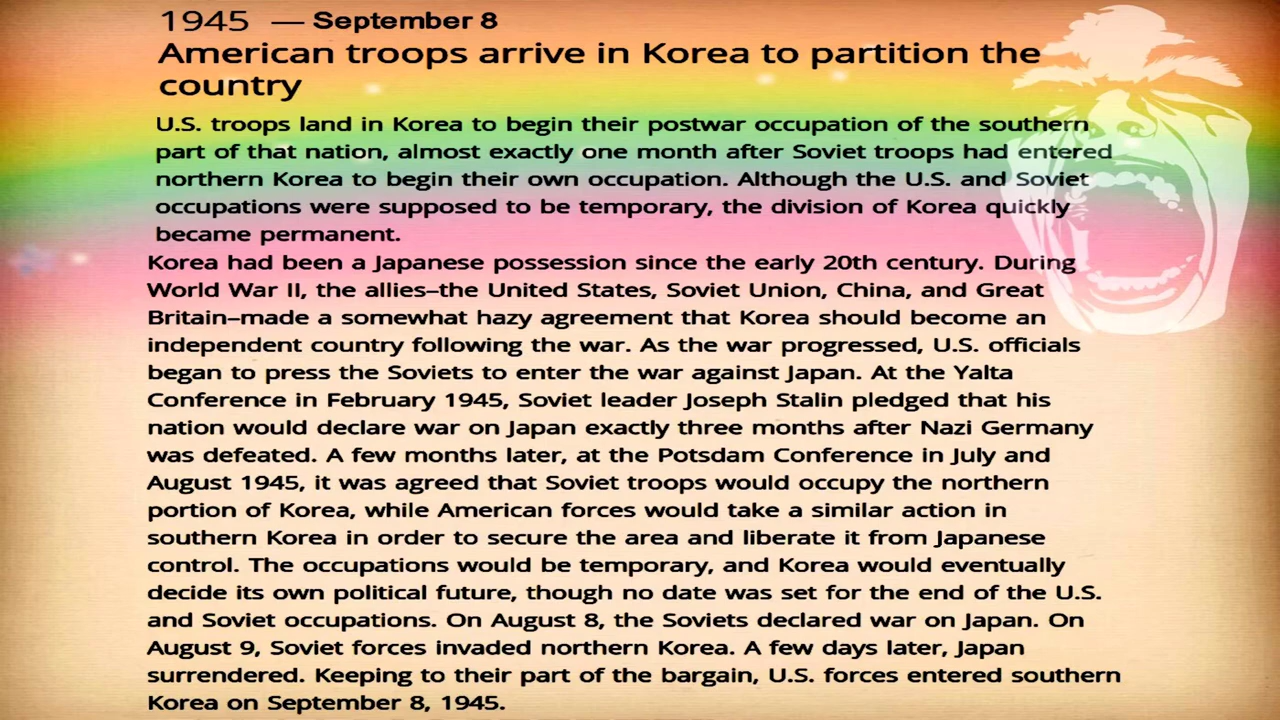 1945 — September 8
American troops arrive in Korea to partition the
country
U.S. troops land in Korea to begin their postwar occupation of the southern
part of that nation, almost exactly one month after Soviet troops had entered
northern Korea to begin their own occupation. Although the U.S. and Soviet
occupations were supposed to be temporary, the division of Korea quickly
became permanent.
Korea had been a Japanese possession since the early 20th century. During
World War II, the allies–the United States, Soviet Union, China, and Great
Britain–made a somewhat hazy agreement that Korea should become an
independent country following the war. As the war progressed, U.S. officials
began to press the Soviets to enter the war against Japan. At the Yalta
Conference in February 1945, Soviet leader Joseph Stalin pledged that his
nation would declare war on Japan exactly three months after Nazi Germany
was defeated. A few months later, at the Potsdam Conference in July and
August 1945, it was agreed that Soviet troops would occupy the northern
portion of Korea, while American forces would take a similar action in
southern Korea in order to secure the area and liberate it from Japanese
control. The occupations would be temporary, and Korea would eventually
decide its own political future, though no date was set for the end of the U.S.
and Soviet occupations. On August 8, the Soviets declared war on Japan. On
August 9, Soviet forces invaded northern Korea. A few days later, Japan
surrendered. Keeping to their part of the bargain, U.S. forces entered southern
Korea on September 8, 1945.